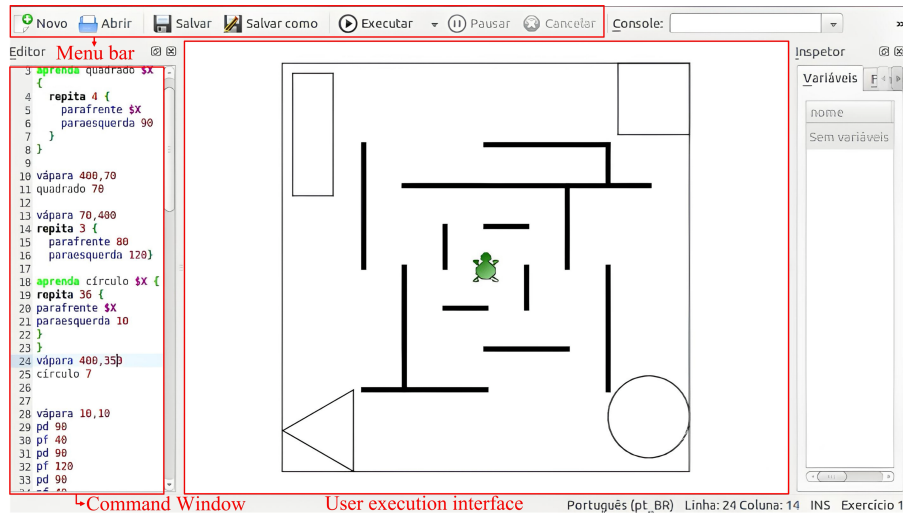 Novo Abrir Salvar Salvar como Executar Pausar Cancelar Console: »
Editor Menu bar Inspetor
Variáveis
nome
Sem variáveis
3 aprenda quadrado $X
{
4 repita 4 {
5 parafrente $X
6 paraesquerda 90
7 }
8 }
9
10 vápara 400,70
11 quadrado 70
12
13 vápara 70,400
14 repita 3 {
15 parafrente 80
16 paraesquerda 120}
17
18 aprenda círculo $X {
19 repita 36 {
20 parafrente $X
21 paraesquerda 10
22 }
23 }
24 vápara 400,350
25 círculo 7
26
27
28 vápara 10,10
29 pd 90
30 pf 40
31 pd 90
32 pf 120
33 pd 90
Command Window
User execution interface
Português (pt_BR) Linha: 24 Coluna: 14 INS Exercício 1